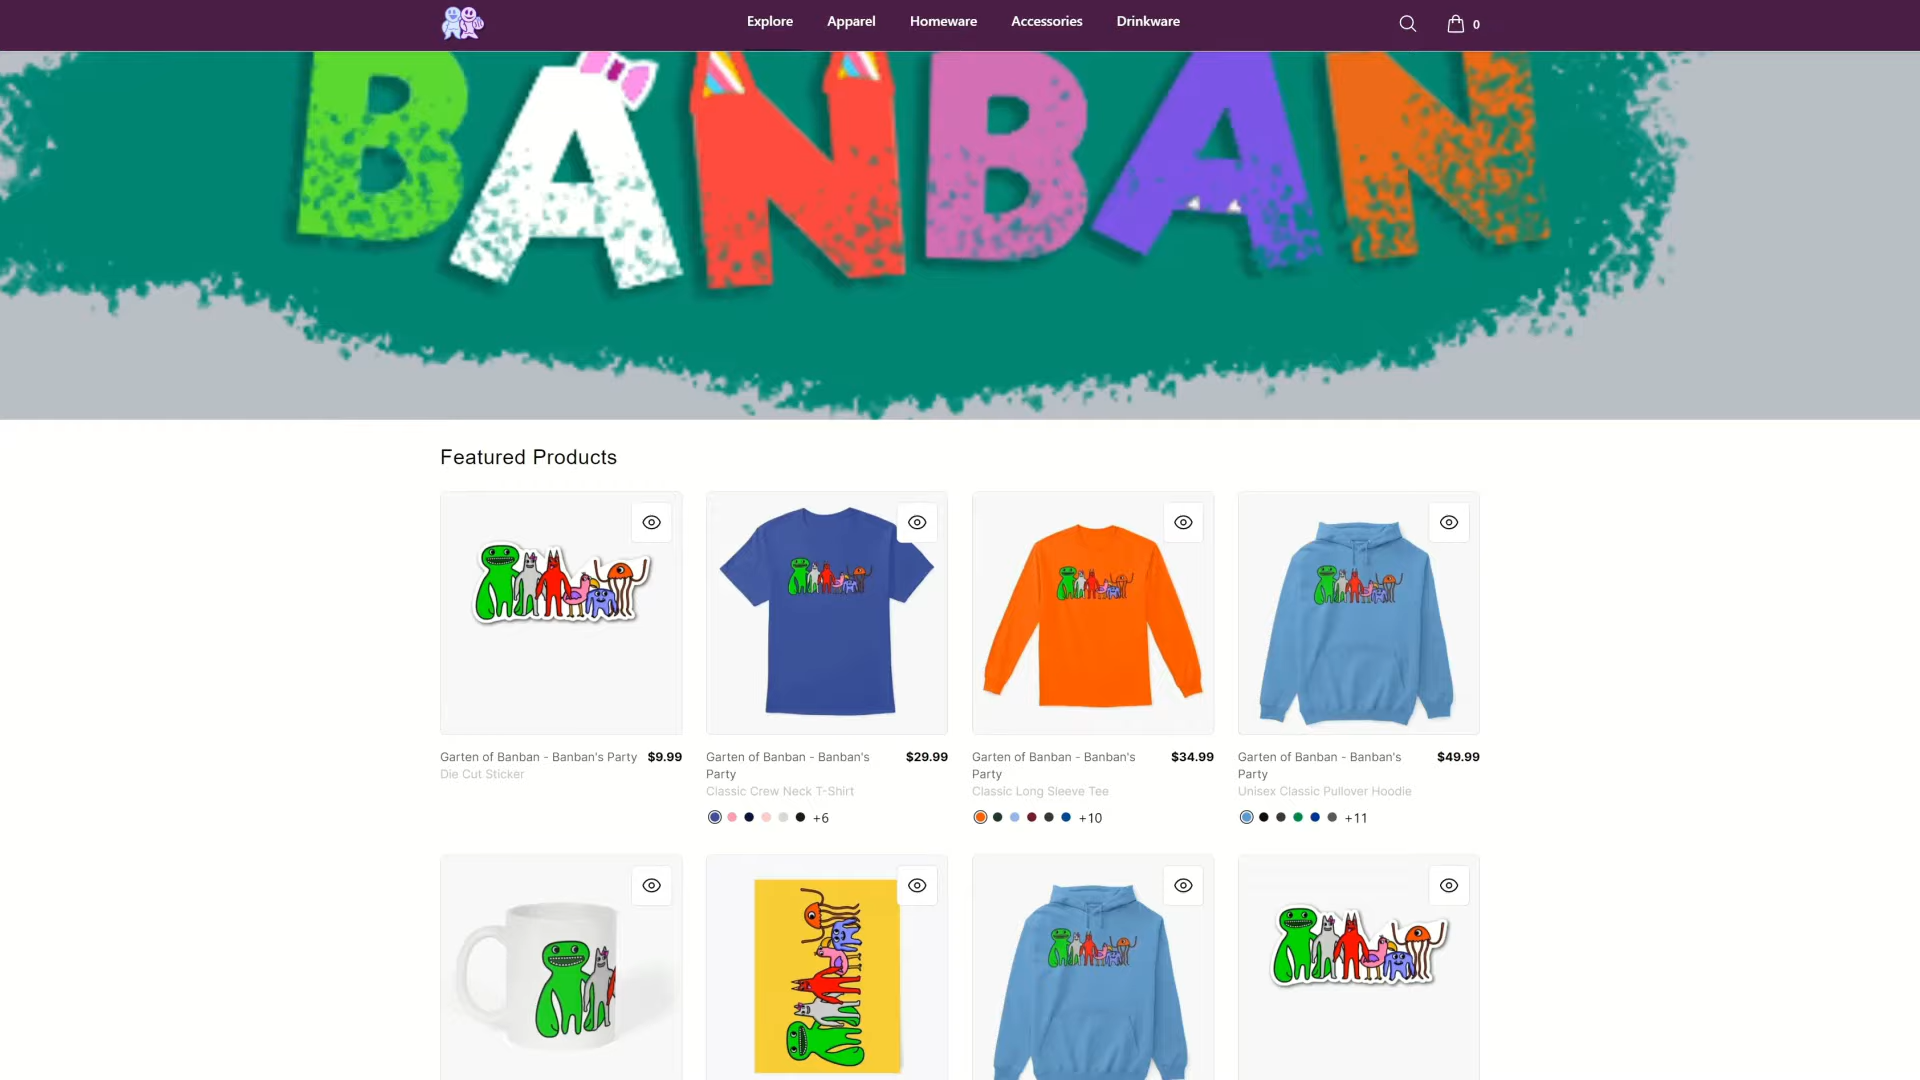 Explore Apparel Homeware Accessories Drinkware 0
BANBAN
Featured Products
Garten of Banban - Banban's Party $9.99
Die Cut Sticker
Garten of Banban - Banban's $29.99
Party
Classic Crew Neck T-Shirt
+6
Garten of Banban - Banban's $34.99
Party
Classic Long Sleeve Tee
+10
Garten of Banban - Banban's $49.99
Party
Unisex Classic Pullover Hoodie
+11